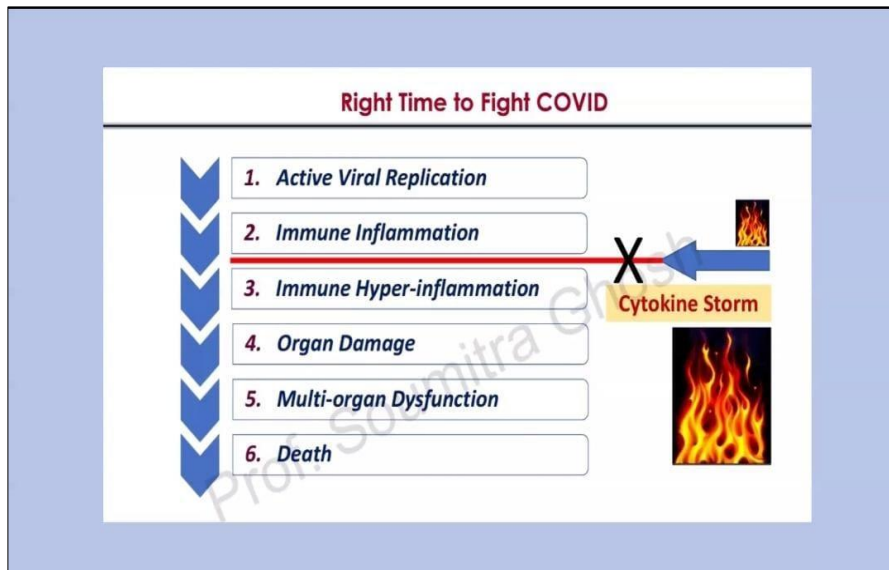 Right Time to Fight COVID
1. Active Viral Replication
2. Immune Inflammation
X
3. Immune Hyper-inflammation
Cytokine Storm
4. Organ Damage
5. Multi-organ Dysfunction
6. Death
Prof. Soumitra Ghosh